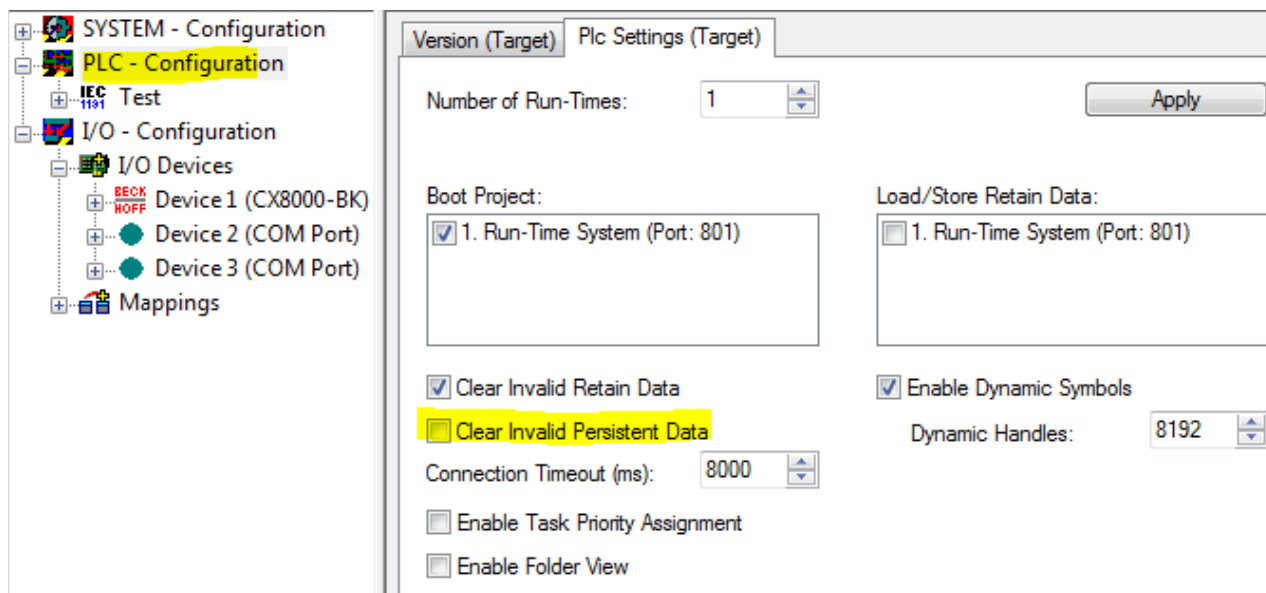 SYSTEM - Configuration
PLC - Configuration
IEC
1131
Test
I/O - Configuration
I/O Devices
BECK
HOFF
Device 1 (CX8000-BK)
Device 2 (COM Port)
Device 3 (COM Port)
Mappings
Version (Target)
Plc Settings (Target)
Number of Run-Times:
1
Apply
Boot Project:
Load/Store Retain Data:
1. Run-Time System (Port: 801)
1. Run-Time System (Port: 801)
Clear Invalid Retain Data
Enable Dynamic Symbols
Clear Invalid Persistent Data
Dynamic Handles:
8192
Connection Timeout (ms):
8000
Enable Task Priority Assignment
Enable Folder View